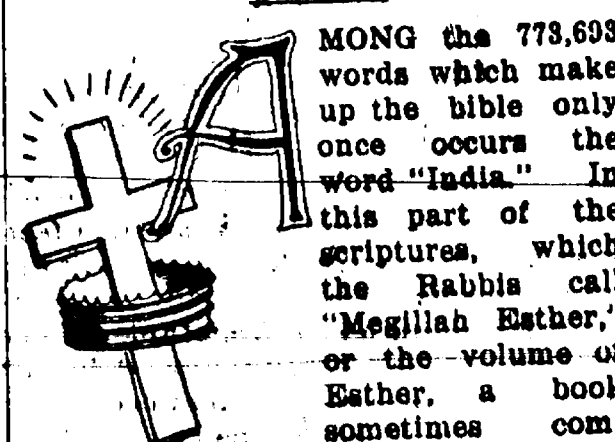 AMONG the 773,693
words which make
up the bible only
once occurs the
word "India." In
this part of the
scriptures, which
the Rabbis call
"Megillah Esther,"
or the volume of
Esther, a book
sometimes com